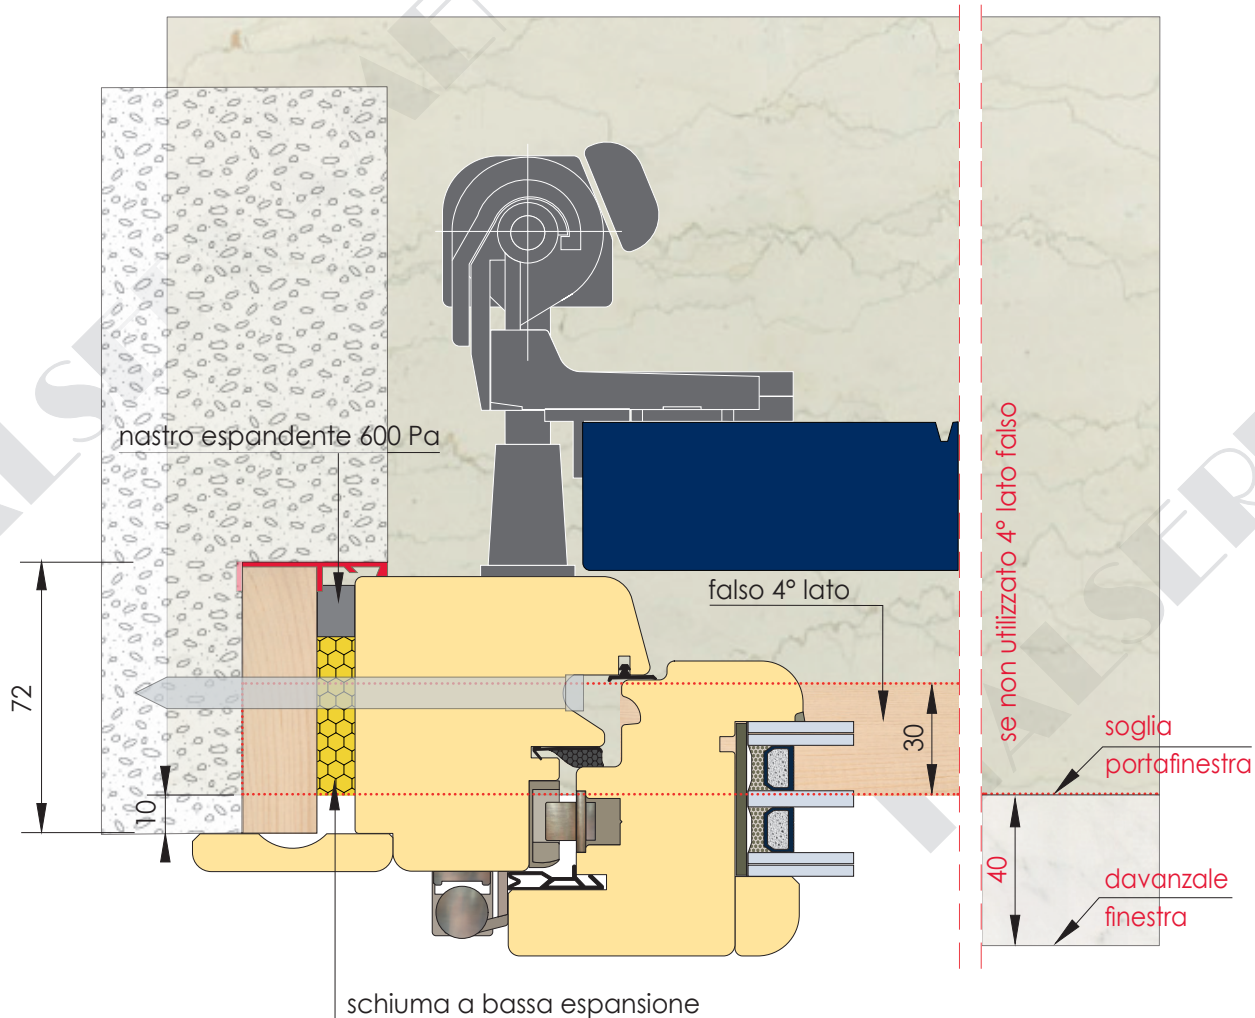 nastro espandente 600 Pa
72
10
falso 4° lato
30
se non utilizzato 4° lato falso
soglia
portafinestra
40
davanzale
finestra
schiuma a bassa espansione